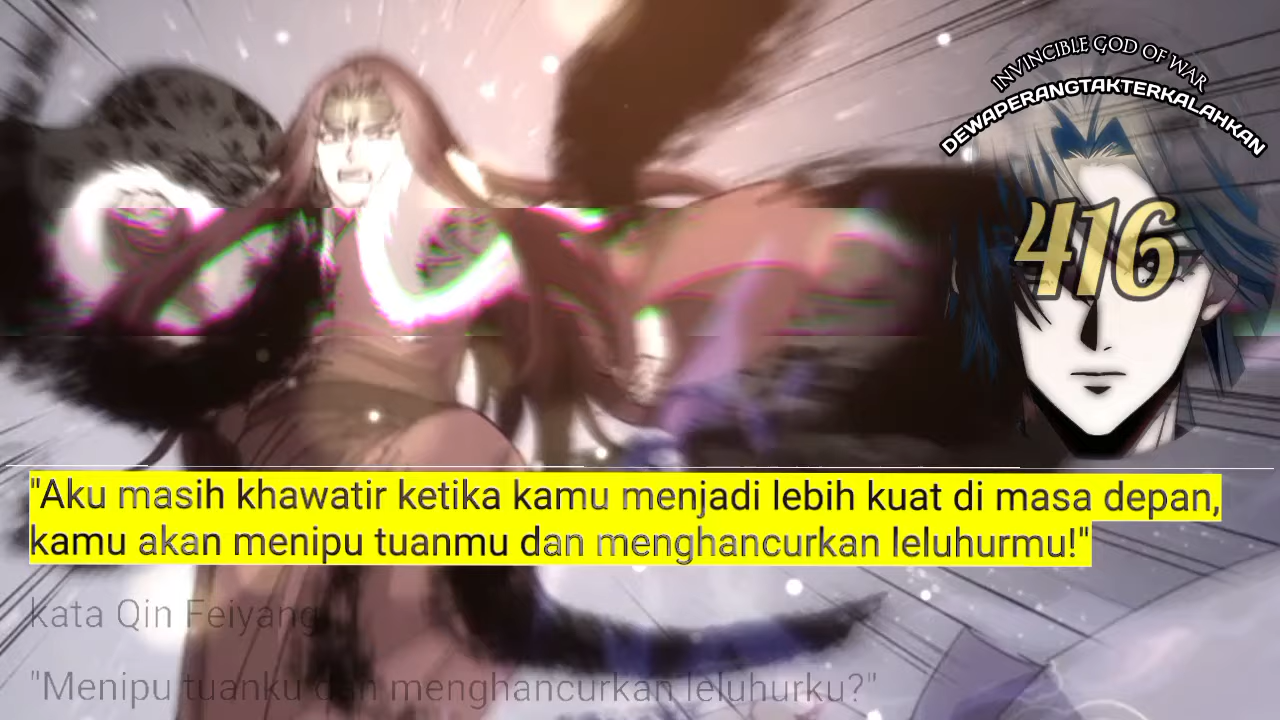 INVINCIBLE GOD OF WAR
DEWAPERANGTAKTERKALAHKAN
416
"Aku masih khawatir ketika kamu menjadi lebih kuat di masa depan,
kamu akan menipu tuanmu dan menghancurkan leluhurmu!"
Kata Qin Feiyang
"Menipu tuanku dan menghancurkan leluhurku?"